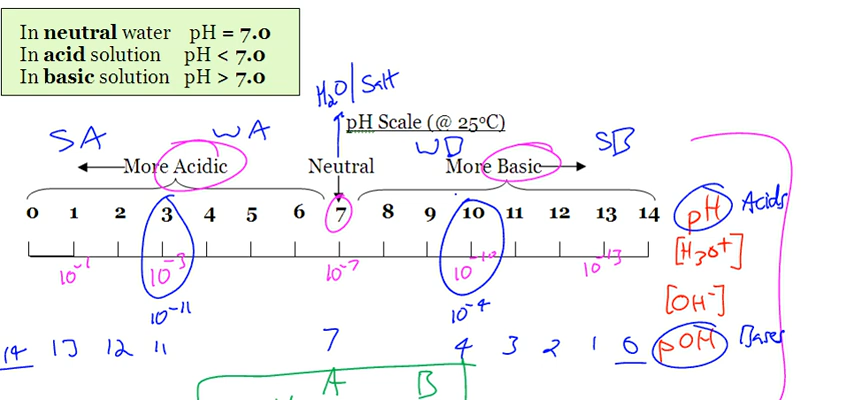 In neutral water pH = 7.0
In acid solution pH < 7.0
In basic solution pH > 7.0
H₂O/Salt
pH Scale (@ 25°C)
SA WA WB SB
More Acidic Neutral More Basic
0 1 2 3 4 5 6 7 8 9 10 11 12 13 14 pH Acids
10⁻¹ 10⁻³ 10⁻⁷ 10⁻¹⁰ 10⁻¹³ [H₃O⁺]
10⁻¹¹ 10⁻⁴ [OH⁻]
14 13 12 11 7 4 3 2 1 0 pOH Bases
A B